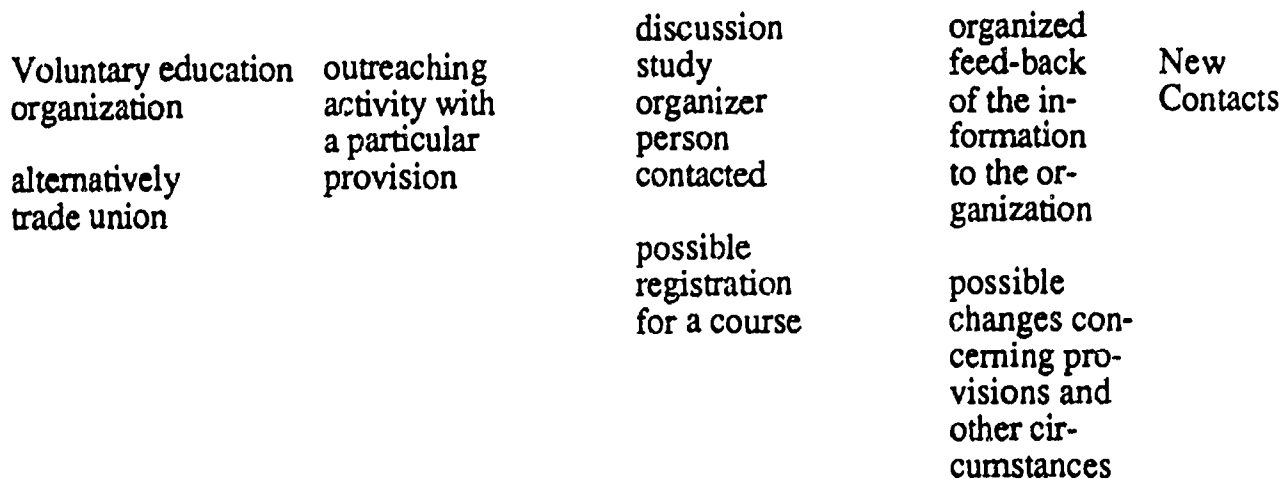 Voluntary education
organization
alternatively
trade union
outreaching
activity with
a particular
provision
discussion
study
organizer
person
contacted
possible
registration
for a course
organized
feed-back
of the in-
formation
to the or-
ganization
possible
changes con-
cerning pro-
visions and
other cir-
cumstances
New
Contacts